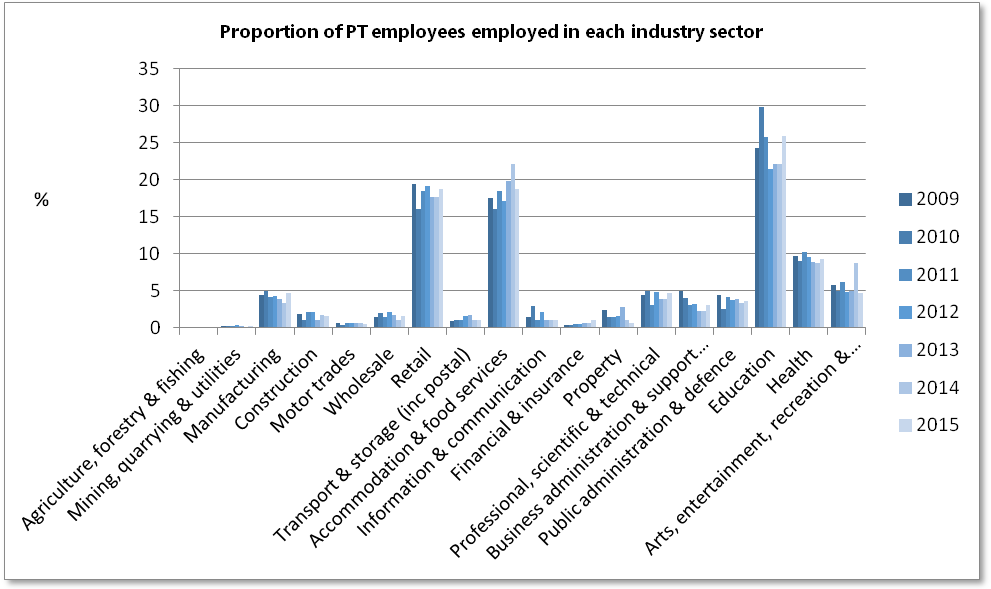 Proportion of PT employees employed in each industry sector
%
35
30
25
20
15
10
5
0
Agriculture, forestry & fishing
Mining, quarrying & utilities
Manufacturing
Construction
Motor trades
Wholesale
Retail
Transport & storage (inc postal)
Accommodation & food services
Information & communication
Financial & insurance
Property
Professional, scientific & technical
Business administration & support...
Public administration & defence
Education
Health
Arts, entertainment, recreation &...
2009
2010
2011
2012
2013
2014
2015